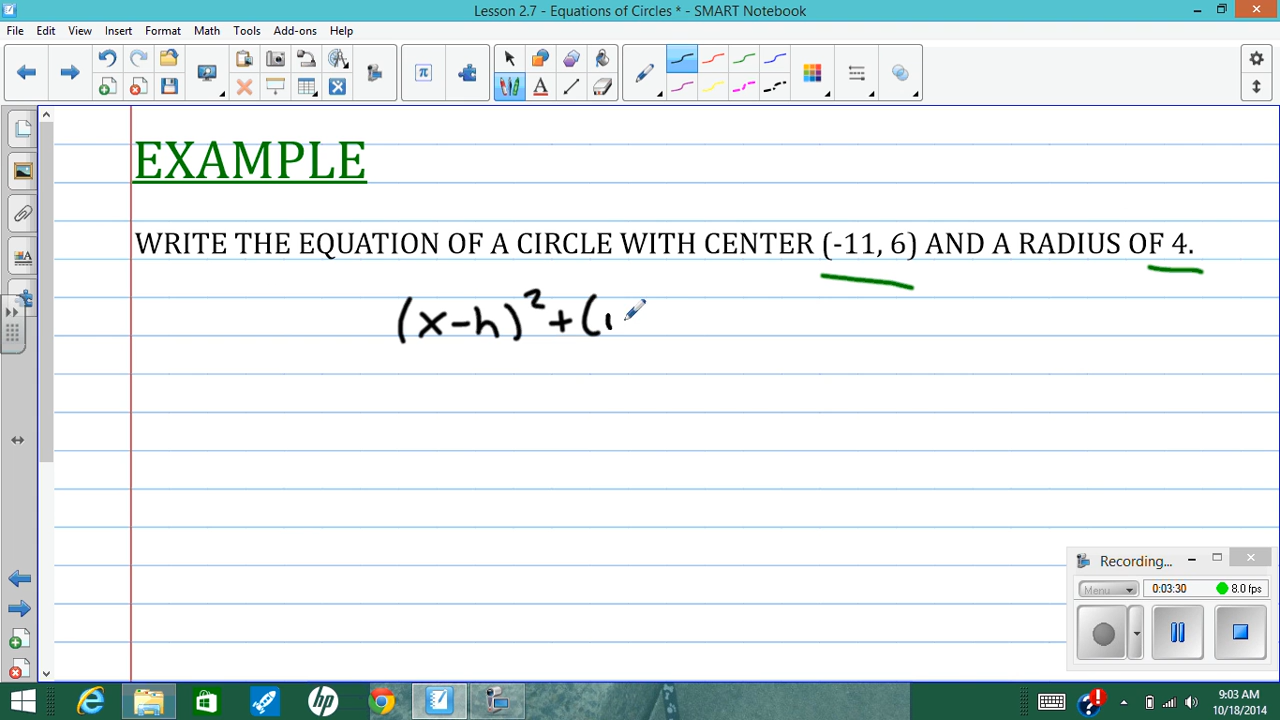 Lesson 2.7 - Equations of Circles * - SMART Notebook
File Edit View Insert Format Math Tools Add-ons Help
EXAMPLE
WRITE THE EQUATION OF A CIRCLE WITH CENTER (-11, 6) AND A RADIUS OF 4.
(x-h)²+(
Recording...
Menu 0:03:30 8.0 fps
9:03 AM
10/18/2014